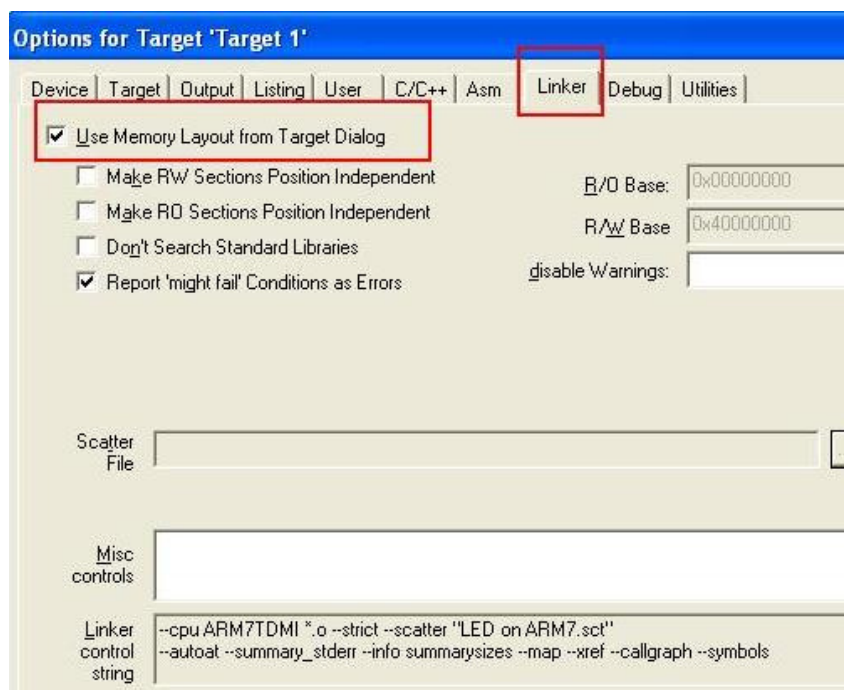 Options for Target 'Target 1'
Device Target Output Listing User C/C++ Asm Linker Debug Utilities
Use Memory Layout from Target Dialog
Make RW Sections Position Independent
Make RO Sections Position Independent
Don't Search Standard Libraries
Report 'might fail' Conditions as Errors
R/O Base: 0x00000000
R/W Base 0x40000000
disable Warnings:
Scatter
File
Misc
controls
Linker
control
string
--cpu ARM7TDMI *.o --strict --scatter "LED on ARM7.sct"
--autoat --summary_stderr --info summarysizes --map --xref --callgraph --symbols